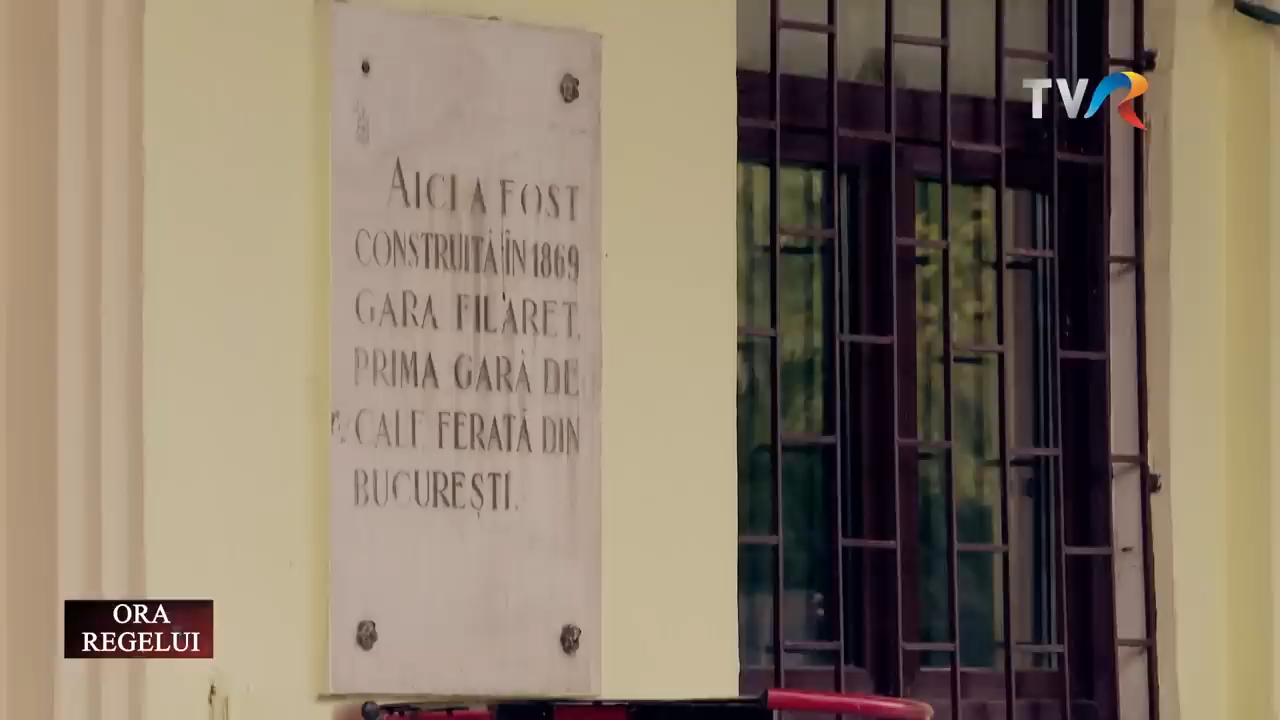 TVR
AICI A FOST
CONSTRUITĂ ÎN 1869
GARA FILARET,
PRIMA GARĂ DE
CALE FERATĂ DIN
BUCUREȘTI.
ORA
REGELUI